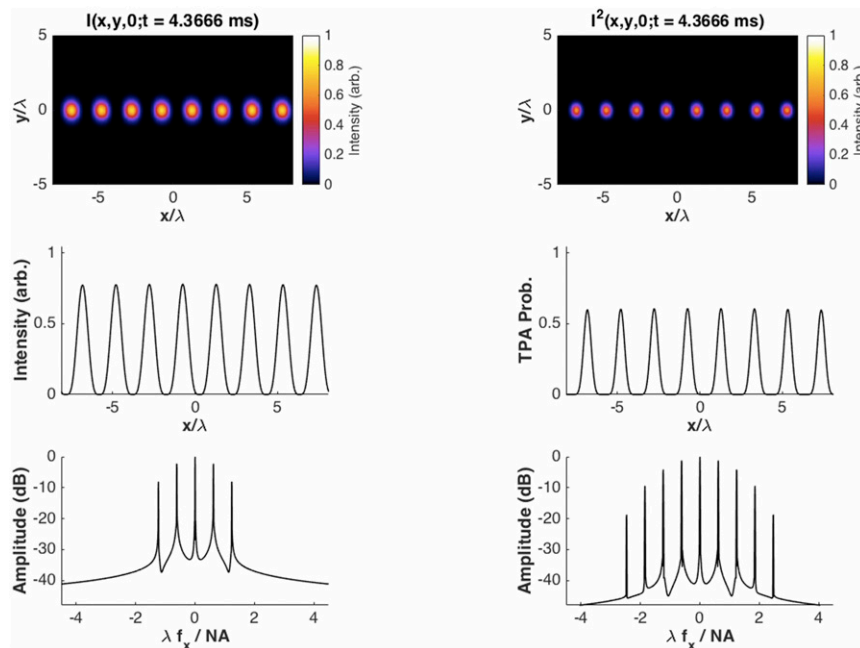 I(x,y,0;t = 4.3666 ms)
I²(x,y,0;t = 4.3666 ms)
5
0
-5
y/λ
-5 0 5
x/λ
1
0.8
0.6
0.4
0.2
0
Intensity (arb.)
5
0
-5
y/λ
-5 0 5
x/λ
1
0.8
0.6
0.4
0.2
0
Intensity (arb.)
1
0.5
0
Intensity (arb.)
-5 0 5
x/λ
1
0.5
0
TPA Prob.
-5 0 5
x/λ
0
-10
-20
-30
-40
Amplitude (dB)
-4 -2 0 2 4
λ fₓ / NA
0
-10
-20
-30
-40
Amplitude (dB)
-4 -2 0 2 4
λ fₓ / NA